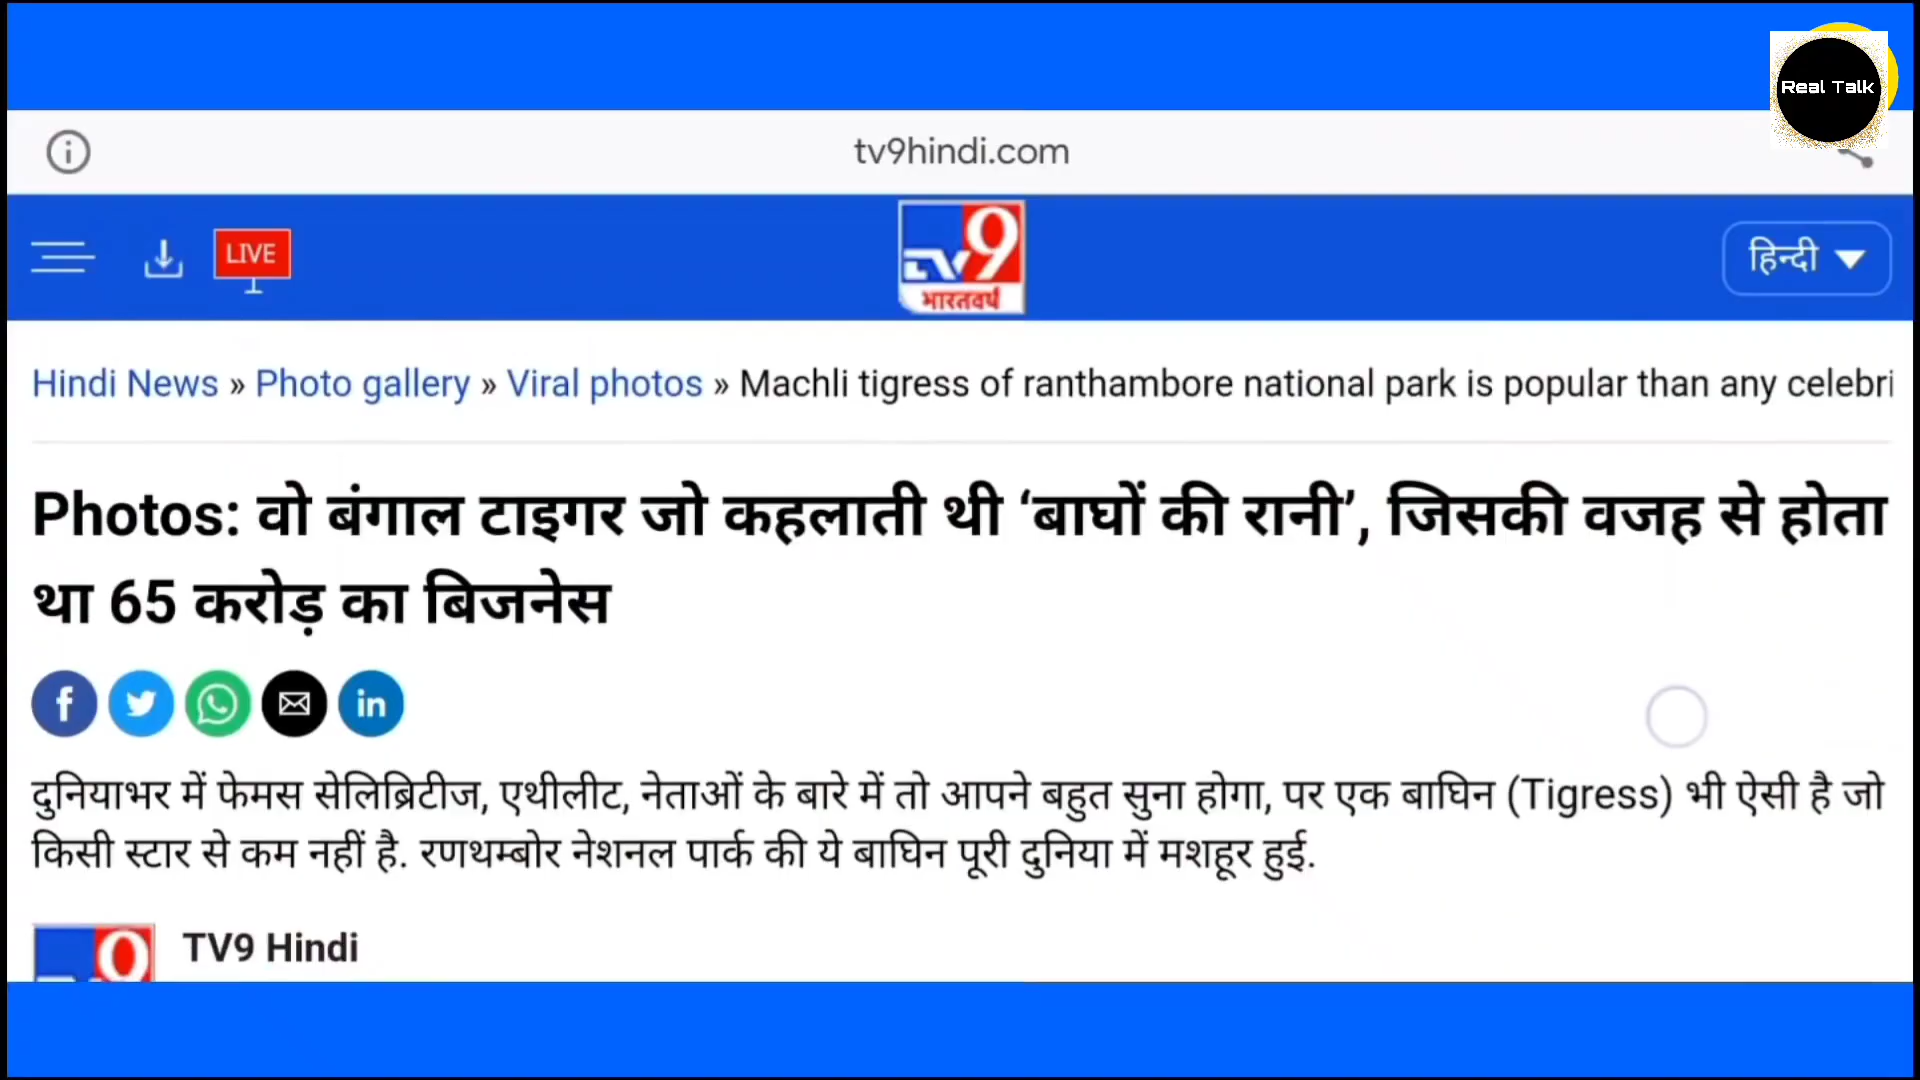 Real Talk
tv9hindi.com
LIVE
TV9
भारतवर्ष
हिन्दी
Hindi News » Photo gallery » Viral photos » Machli tigress of ranthambore national park is popular than any celebri
Photos: वो बंगाल टाइगर जो कहलाती थी ‘बाघों की रानी’, जिसकी वजह से होता
था 65 करोड़ का बिजनेस
दुनियाभर में फेमस सेलिब्रिटीज, एथीलीट, नेताओं के बारे में तो आपने बहुत सुना होगा, पर एक बाघिन (Tigress) भी ऐसी है जो
किसी स्टार से कम नहीं है. रणथम्बोर नेशनल पार्क की ये बाघिन पूरी दुनिया में मशहूर हुई.
9
TV9 Hindi